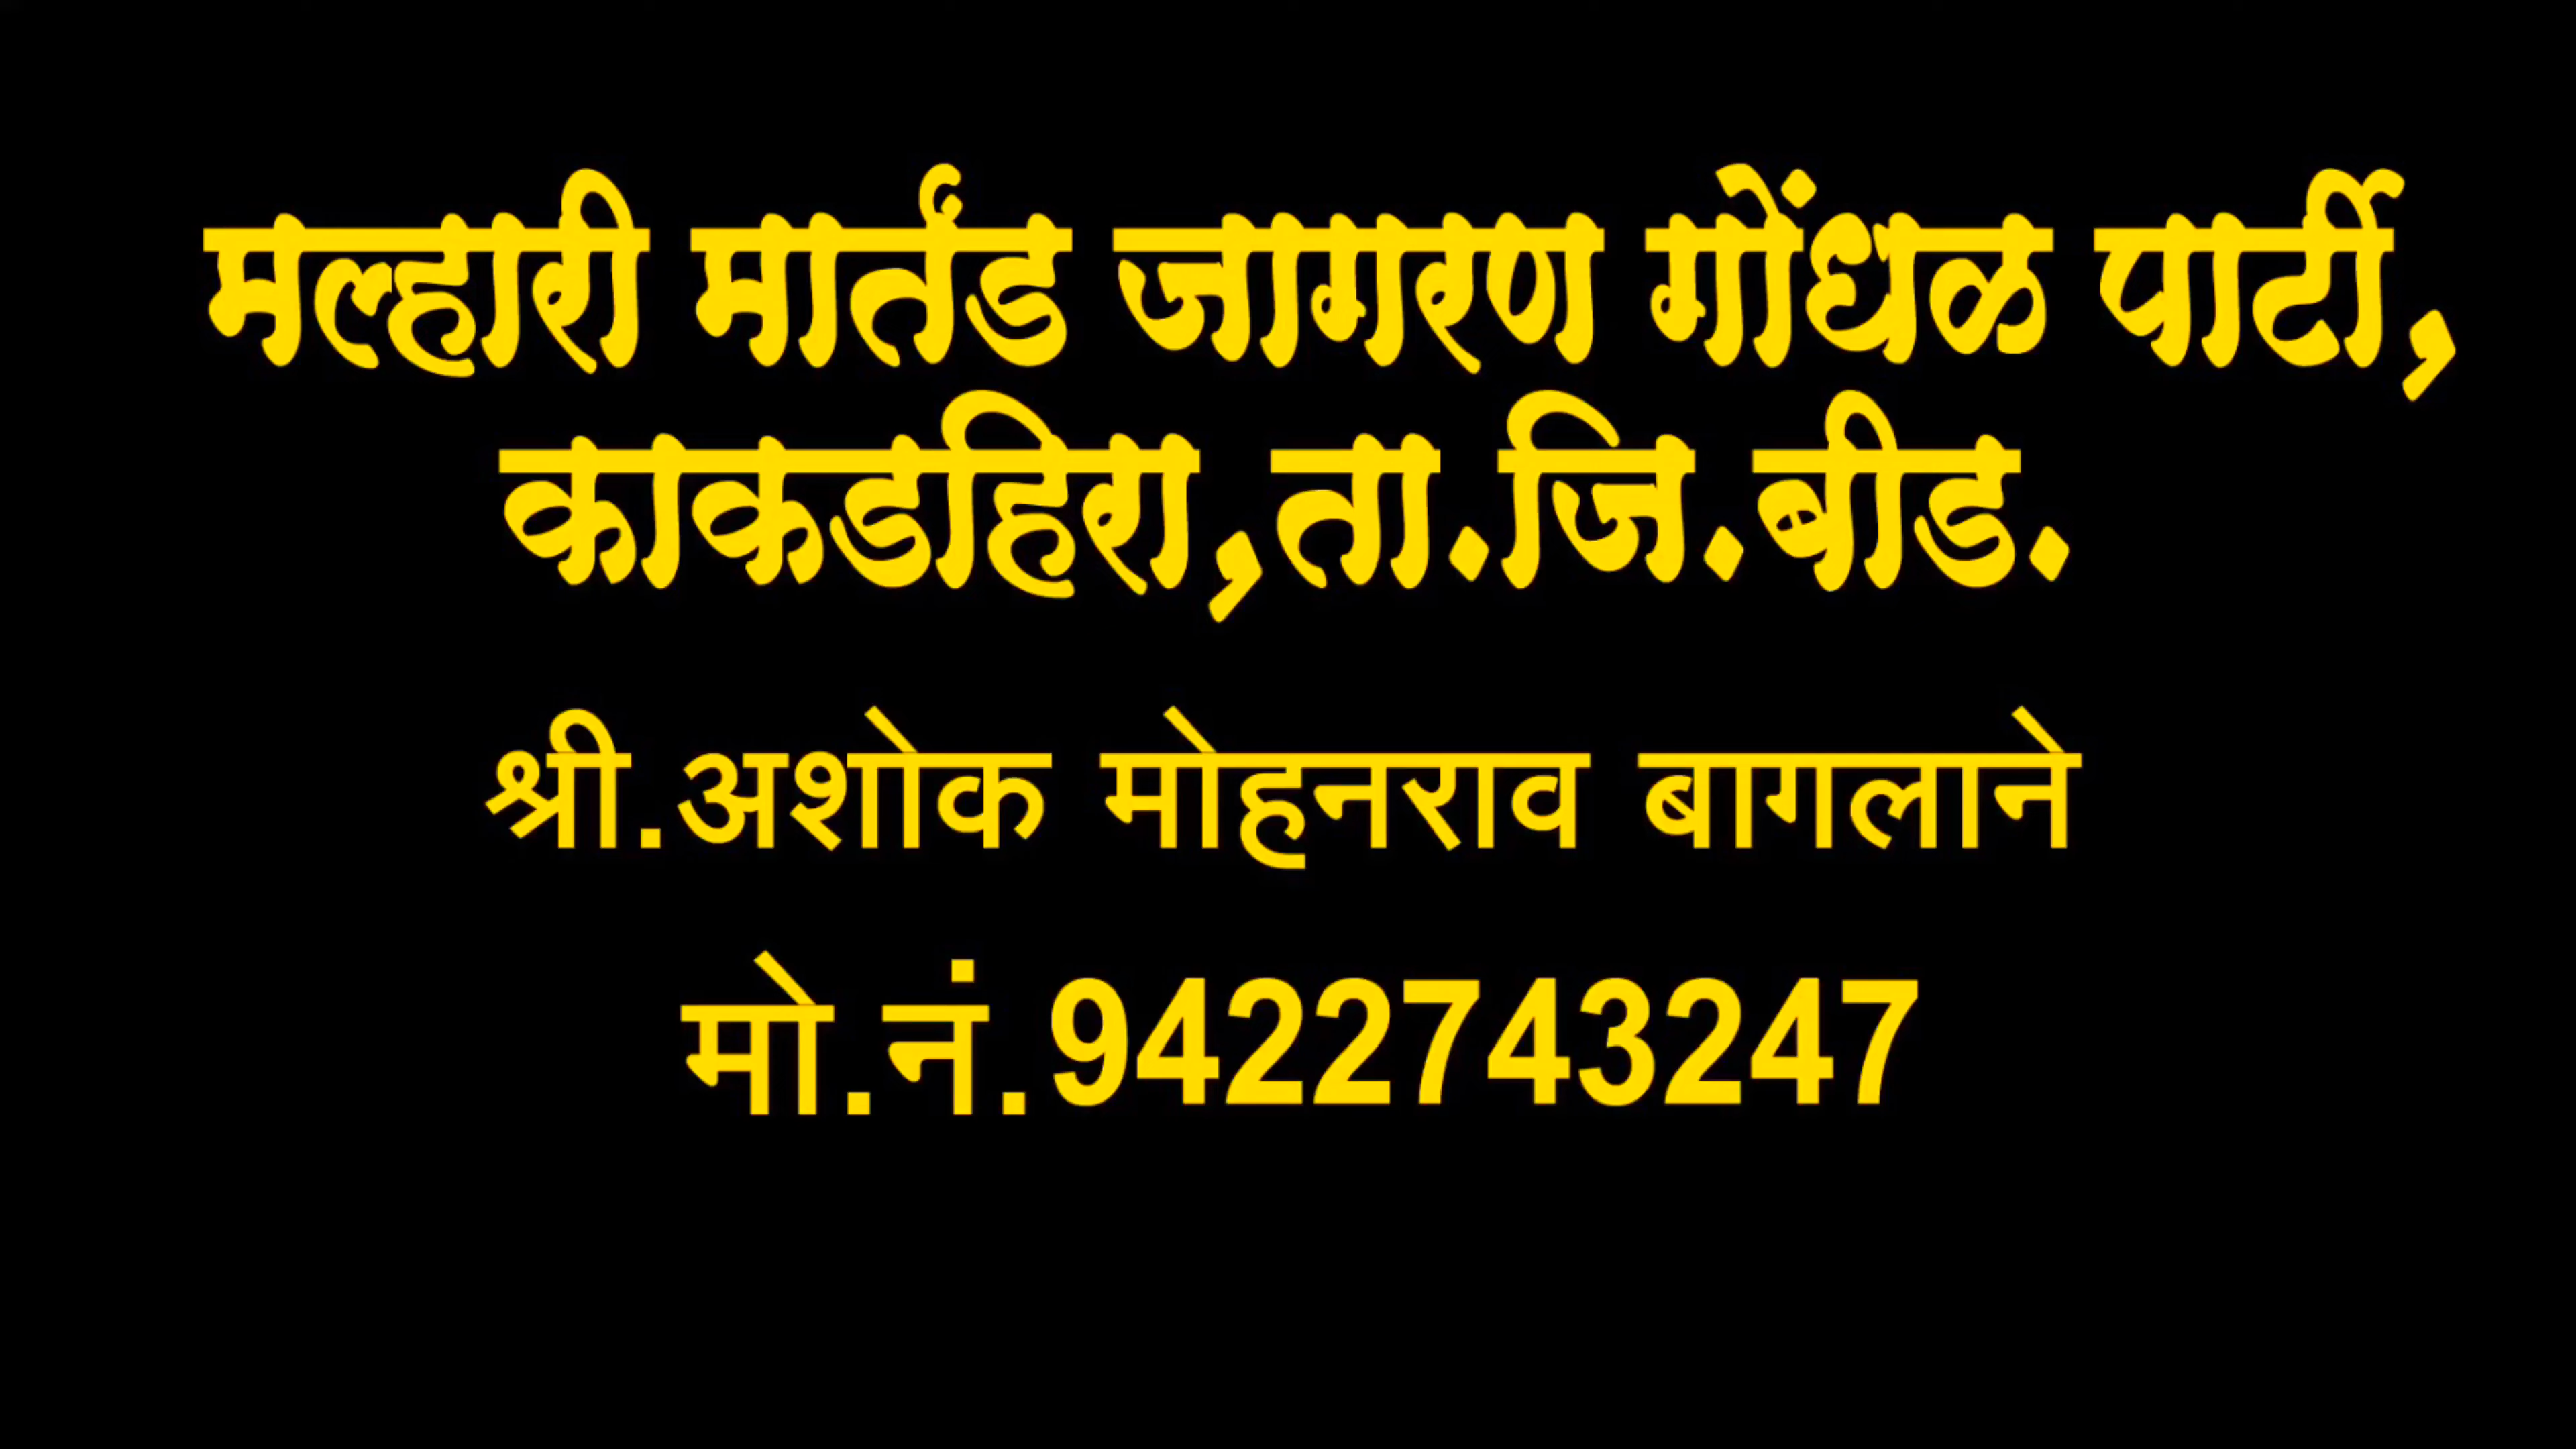 मल्हारी मार्तंड जागरण गोंधळ पार्टी,
काकडहिरा,ता.जि.बीड.
श्री.अशोक मोहनराव बागलाने
मो.नं.9422743247